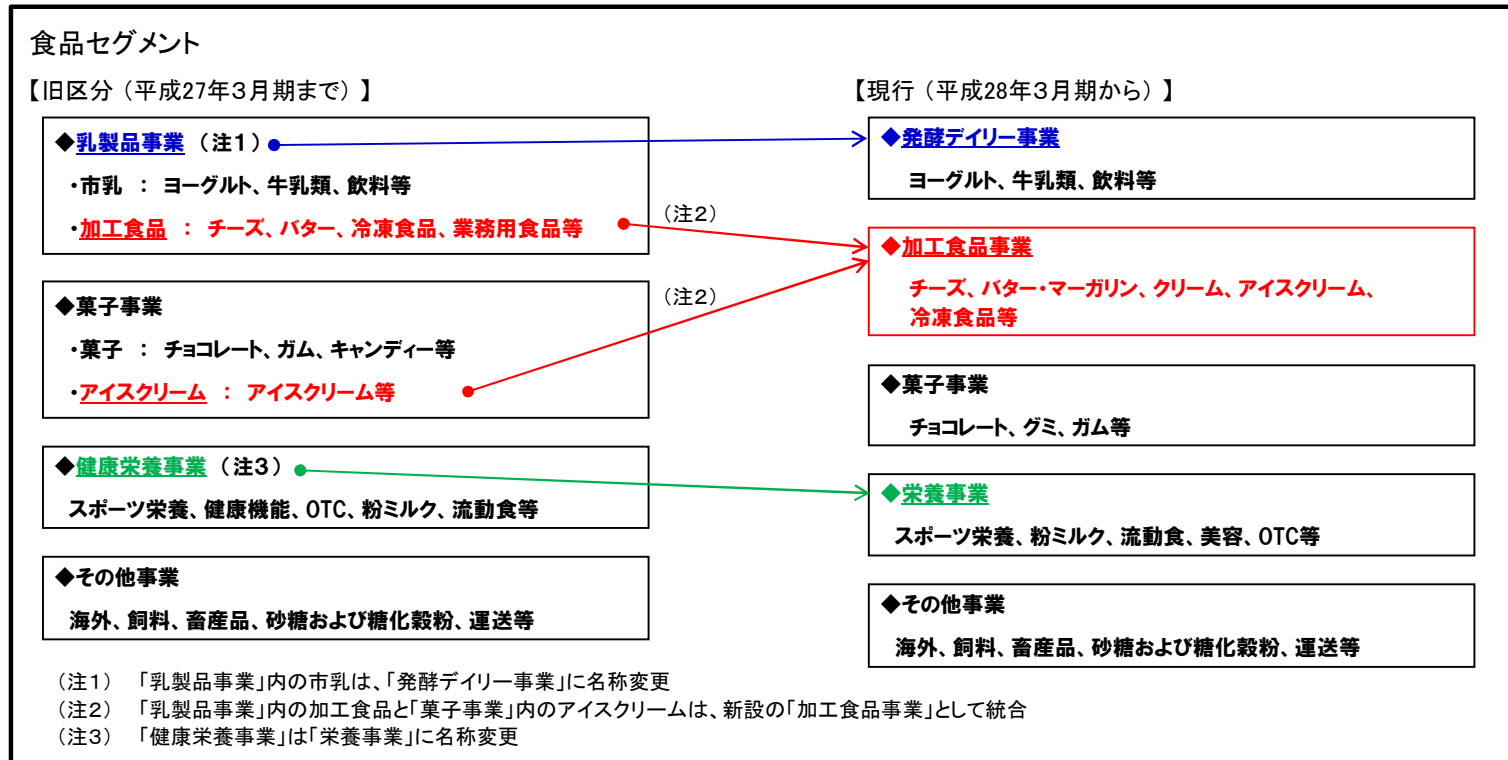 食品セグメント
【旧区分（平成27年３月期まで）】
◆乳製品事業（注１）
・市乳 ： ヨーグルト、牛乳類、飲料等
・加工食品 ： チーズ、バター、冷凍食品、業務用食品等
（注２）
◆菓子事業
・菓子 ： チョコレート、ガム、キャンディー等
・アイスクリーム ： アイスクリーム等
（注２）
◆健康栄養事業（注３）
スポーツ栄養、健康機能、OTC、粉ミルク、流動食等
◆その他事業
海外、飼料、畜産品、砂糖および糖化穀粉、運送等
【現行（平成28年３月期から）】
◆発酵デイリー事業
ヨーグルト、牛乳類、飲料等
◆加工食品事業
チーズ、バター・マーガリン、クリーム、アイスクリーム、
冷凍食品等
◆菓子事業
チョコレート、グミ、ガム等
◆栄養事業
スポーツ栄養、粉ミルク、流動食、美容、OTC等
◆その他事業
海外、飼料、畜産品、砂糖および糖化穀粉、運送等
（注１） 「乳製品事業」内の市乳は、「発酵デイリー事業」に名称変更
（注２） 「乳製品事業」内の加工食品と「菓子事業」内のアイスクリームは、新設の「加工食品事業」として統合
（注３） 「健康栄養事業」は「栄養事業」に名称変更